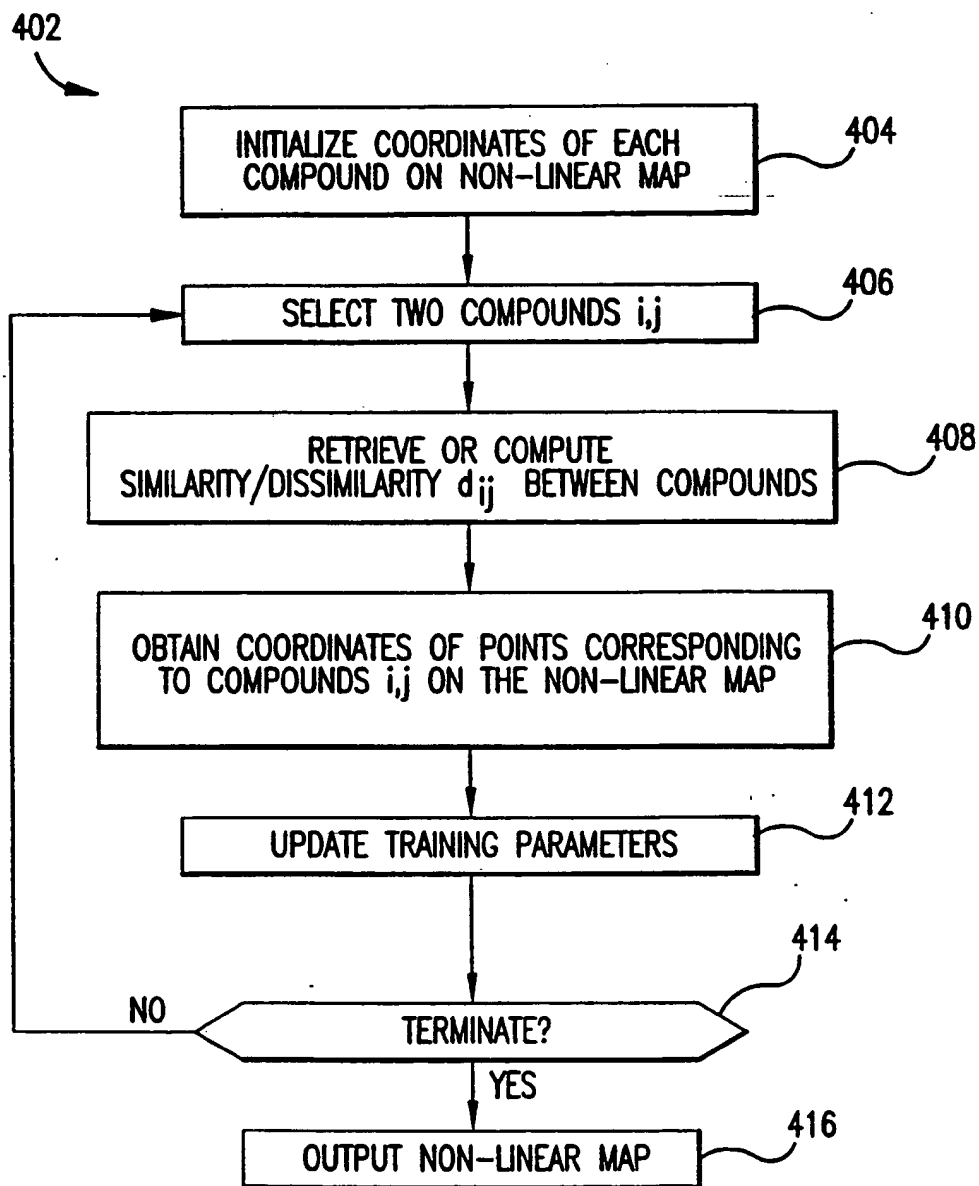 402
INITIALIZE COORDINATES OF EACH
COMPOUND ON NON-LINEAR MAP
404
SELECT TWO COMPOUNDS i,j
406
RETRIEVE OR COMPUTE
SIMILARITY/DISSIMILARITY d ij BETWEEN COMPOUNDS
408
OBTAIN COORDINATES OF POINTS CORRESPONDING
TO COMPOUNDS i,j ON THE NON-LINEAR MAP
410
UPDATE TRAINING PARAMETERS
412
414
NO
TERMINATE?
YES
OUTPUT NON-LINEAR MAP
416